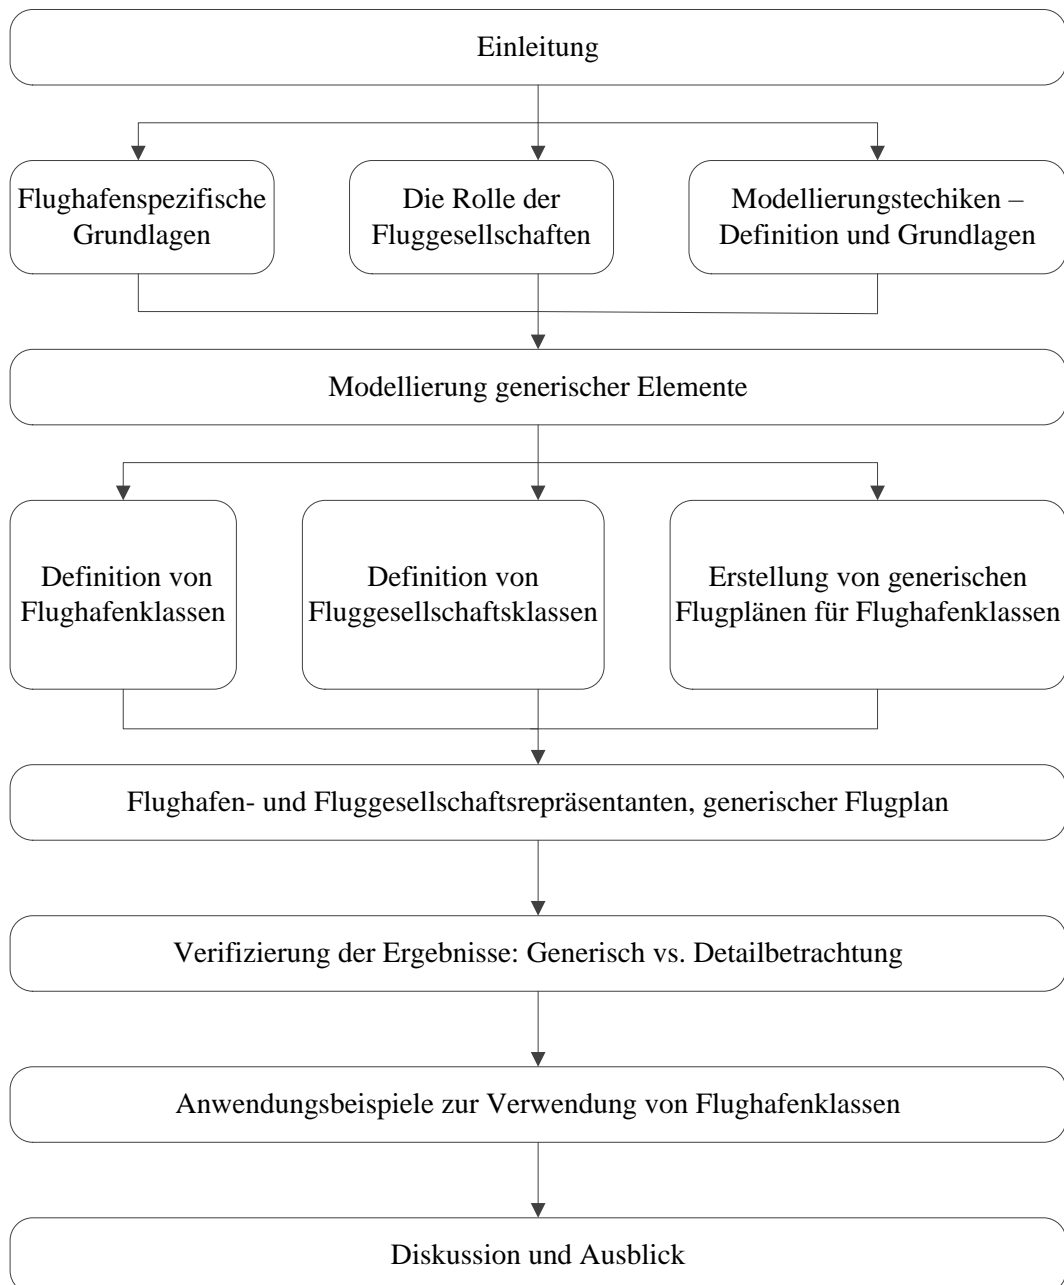 Einleitung
Flughafenspezifische
Grundlagen
Die Rolle der
Fluggesellschaften
Modellierungstechiken –
Definition und Grundlagen
Modellierung generischer Elemente
Definition von
Flughafenklassen
Definition von
Fluggesellschaftsklassen
Erstellung von generischen
Flugplänen für Flughafenklassen
Flughafen- und Fluggesellschaftsrepräsentanten, generischer Flugplan
Verifizierung der Ergebnisse: Generisch vs. Detailbetrachtung
Anwendungsbeispiele zur Verwendung von Flughafenklassen
Diskussion und Ausblick